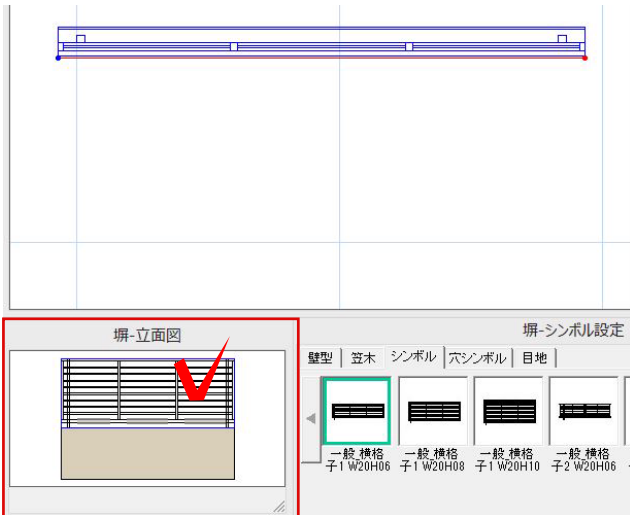 塀-立面図
塀-シンボル設定
壁型
笠木
シンボル
穴シンボル
目地
一般_横格
子1 W20H06
一般_横格
子1 W20H08
一般_横格
子1 W20H10
一般_横格
子2 W20H06